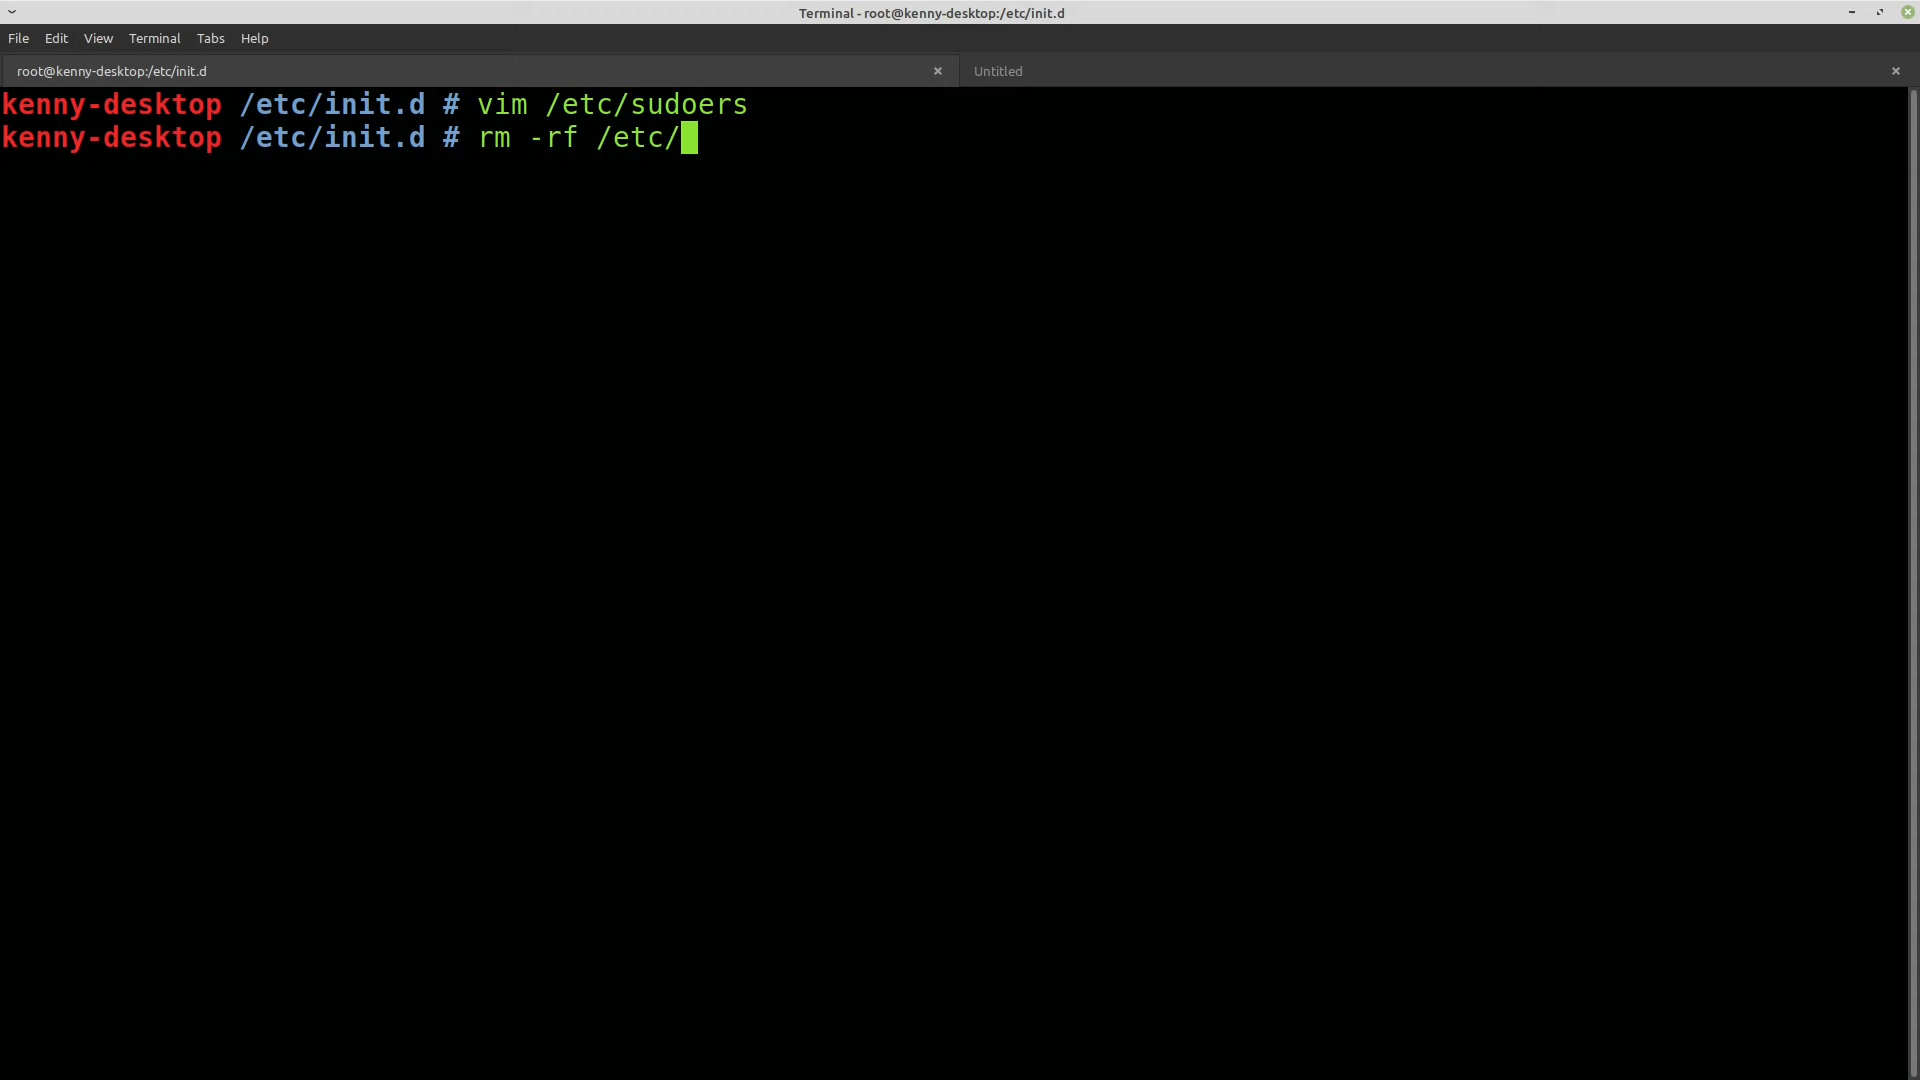 Terminal - root@kenny-desktop:/etc/init.d
File Edit View Terminal Tabs Help
root@kenny-desktop:/etc/init.d
Untitled
kenny-desktop /etc/init.d # vim /etc/sudoers
kenny-desktop /etc/init.d # rm -rf /etc/